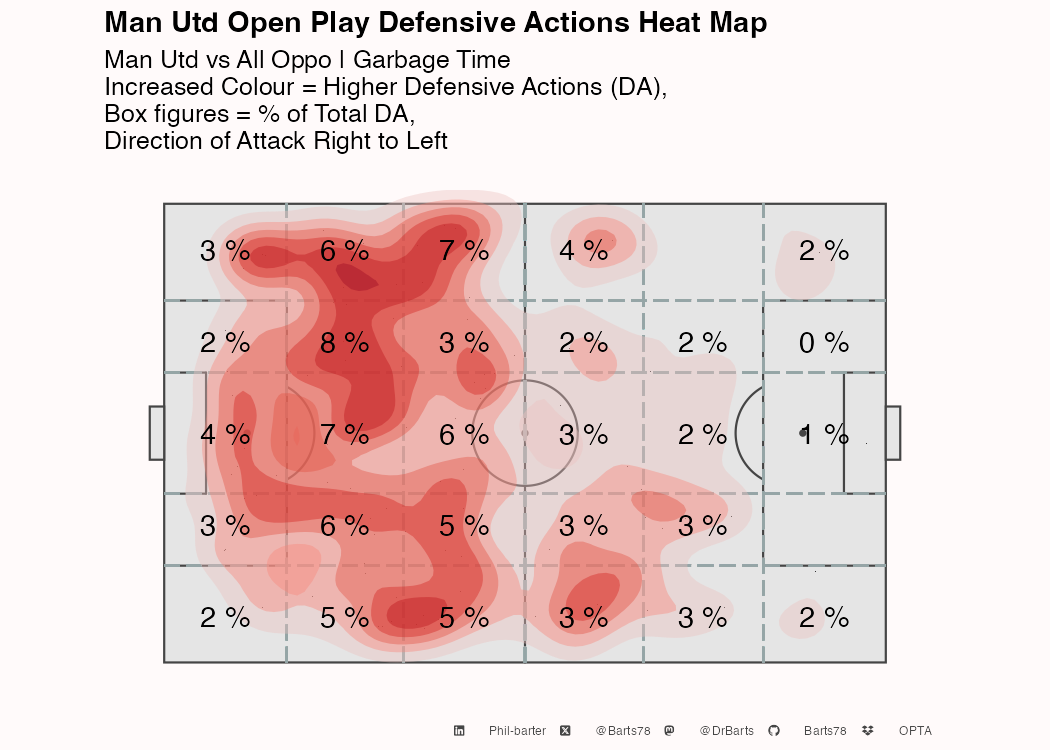 Man Utd Open Play Defensive Actions Heat Map
Man Utd vs All Oppo | Garbage Time
Increased Colour = Higher Defensive Actions (DA),
Box figures = % of Total DA,
Direction of Attack Right to Left
3 % 6 % 7 % 4 % 2 %
2 % 8 % 3 % 2 % 2 % 0 %
4 % 7 % 6 % 3 % 2 % 1 %
3 % 6 % 5 % 3 % 3 %
2 % 5 % 5 % 3 % 3 % 2 %
Phil-barter @Barts78 @DrBarts Barts78 OPTA